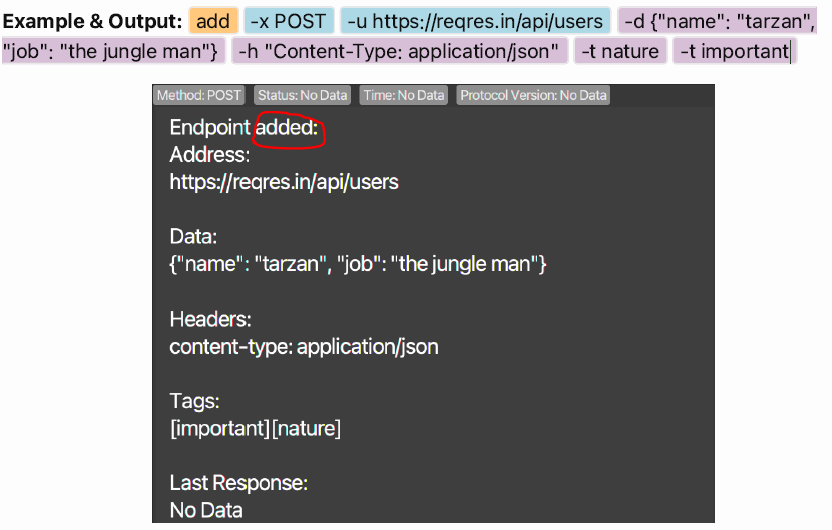 Example & Output: add -x POST -u https://reqres.in/api/users -d {"name": "tarzan",
"job": "the jungle man"} -h "Content-Type: application/json" -t nature -t important
Method: POST Status: No Data Time: No Data Protocol Version: No Data
Endpoint added:
Address:
https://reqres.in/api/users
Data:
{"name": "tarzan", "job": "the jungle man"}
Headers:
content-type: application/json
Tags:
[important][nature]
Last Response:
No Data